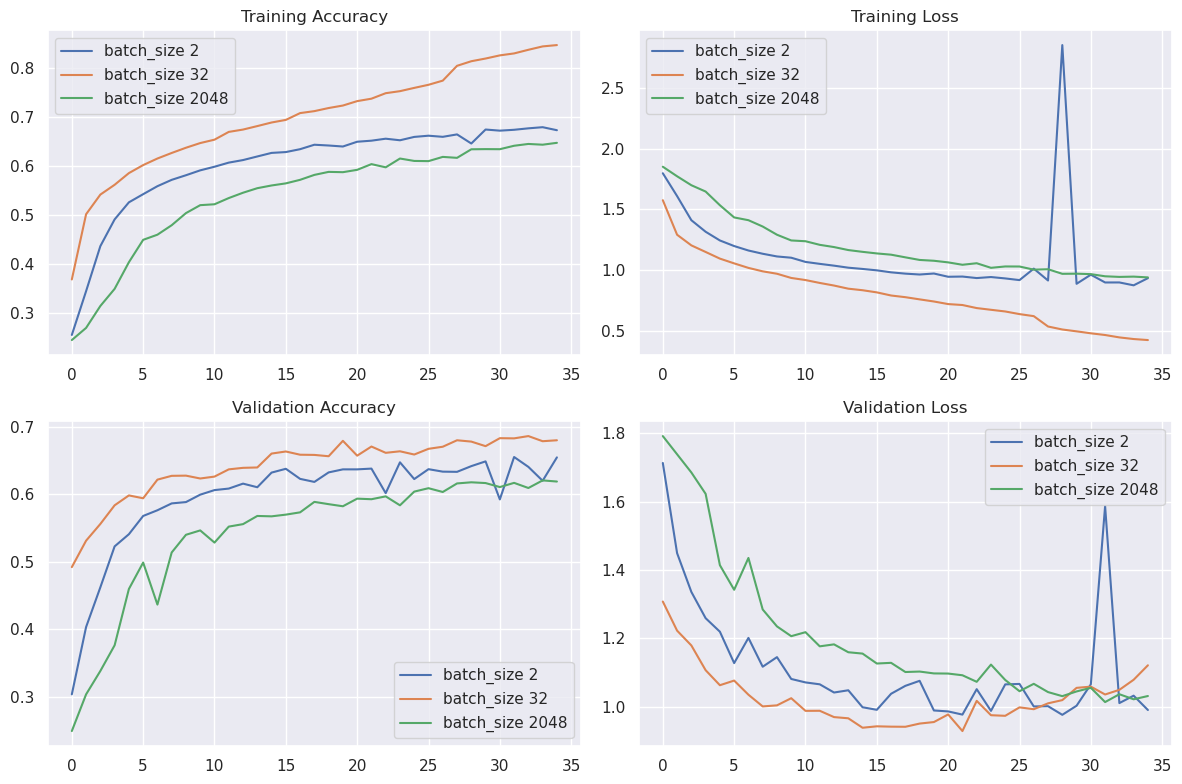 Training Accuracy
batch_size 2
batch_size 32
batch_size 2048
0.8
0.7
0.6
0.5
0.4
0.3
0 5 10 15 20 25 30 35
Training Loss
batch_size 2
batch_size 32
batch_size 2048
2.5
2.0
1.5
1.0
0.5
0 5 10 15 20 25 30 35
Validation Accuracy
0.7
0.6
0.5
0.4
0.3
batch_size 2
batch_size 32
batch_size 2048
0 5 10 15 20 25 30 35
Validation Loss
batch_size 2
batch_size 32
batch_size 2048
1.8
1.6
1.4
1.2
1.0
0 5 10 15 20 25 30 35